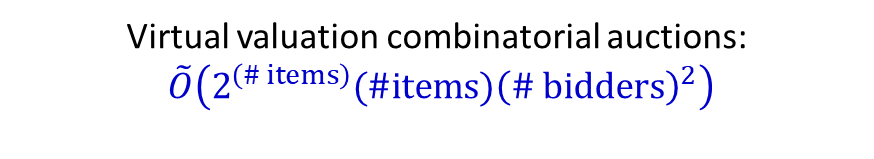 Virtual valuation combinatorial auctions:
Õ(2^(# items)(#items)(# bidders)²)